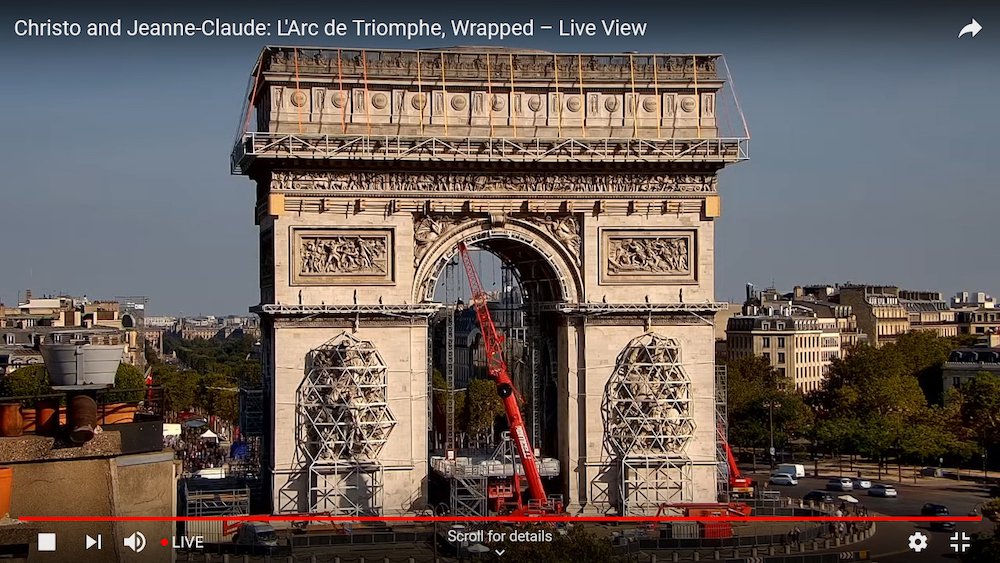 Christo and Jeanne-Claude: L'Arc de Triomphe, Wrapped – Live View
LIVE
Scroll for details